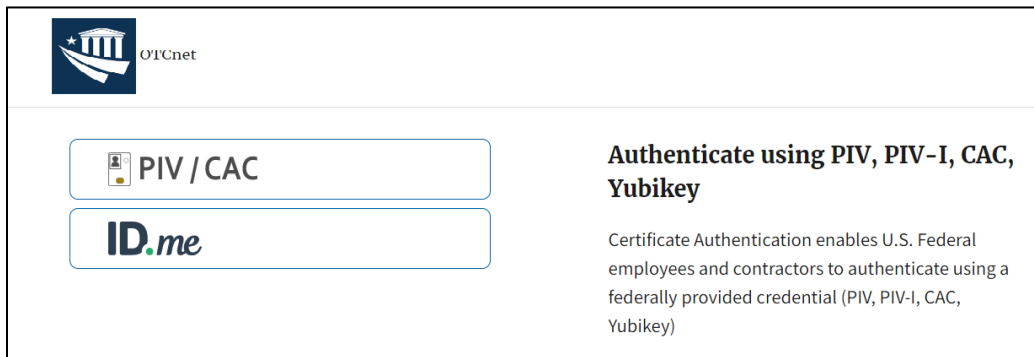 OTCnet
PIV / CAC
ID.me
Authenticate using PIV, PIV-I, CAC,
Yubikey
Certificate Authentication enables U.S. Federal
employees and contractors to authenticate using a
federally provided credential (PIV, PIV-I, CAC,
Yubikey)